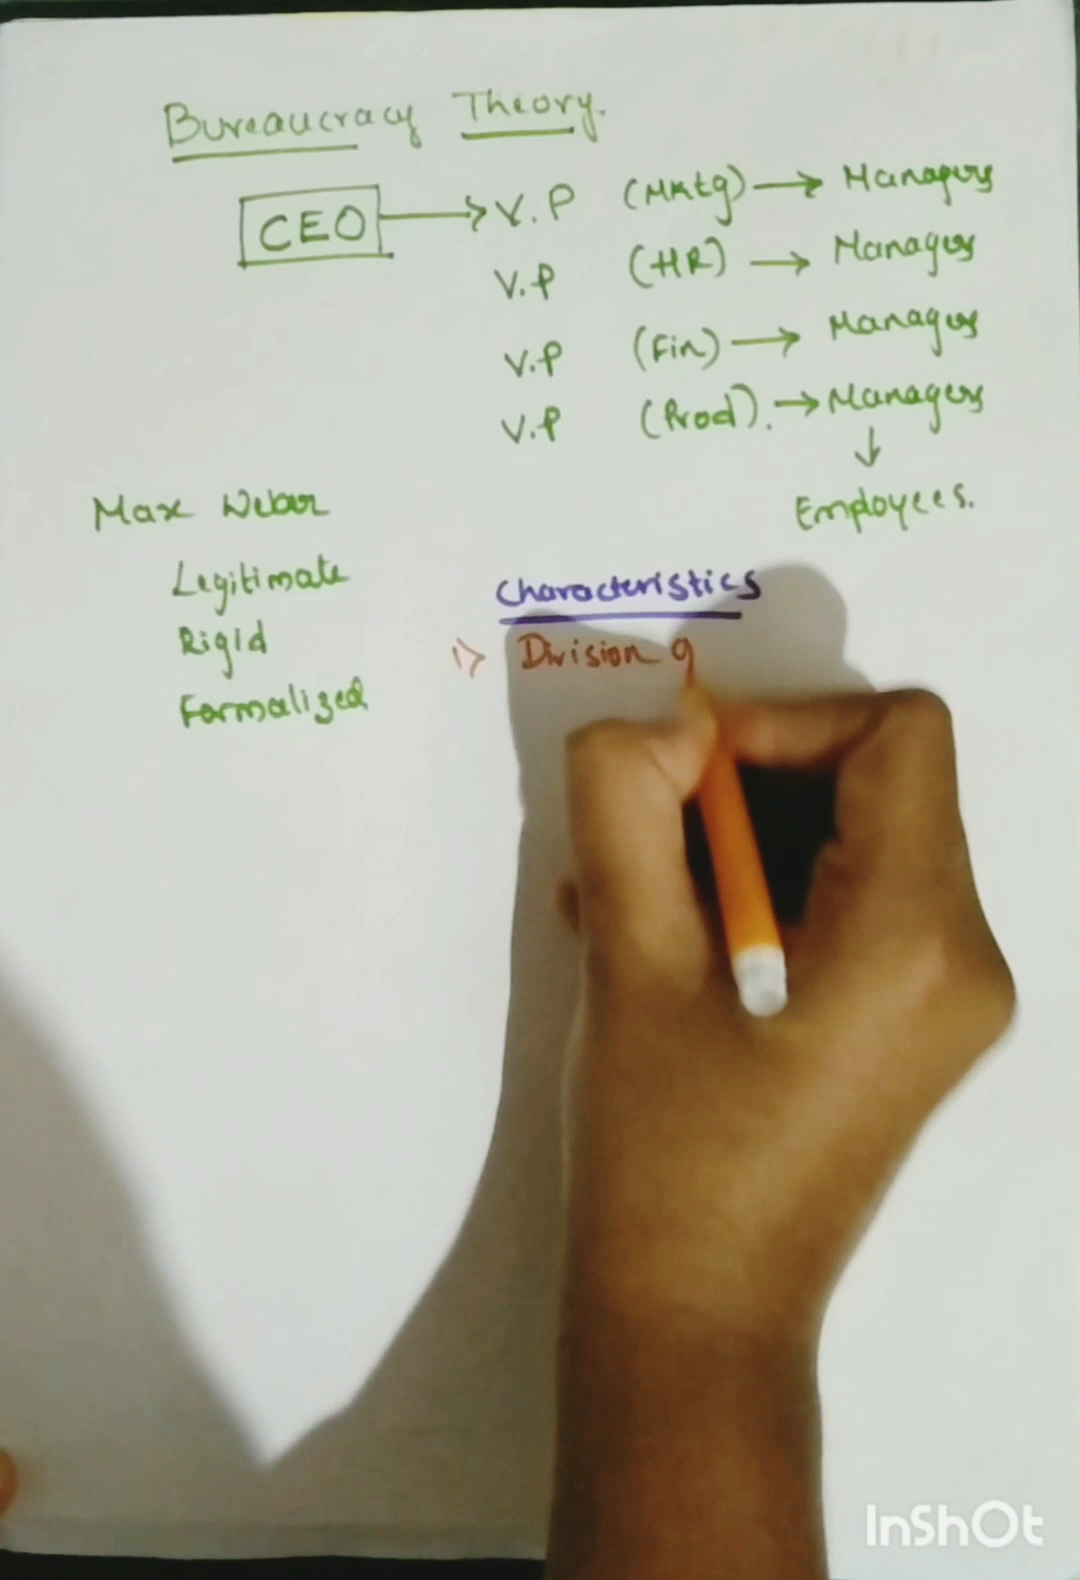 Bureaucracy Theory.
CEO → V.P (Mktg) → Managers
V.P (HR) → Managers
V.P (Fin) → Managers
V.P (Prod). → Managers
↓
Employees.
Max Weber
Legitimate
Rigid
Formalized
Characteristics
1> Division o
InShOt